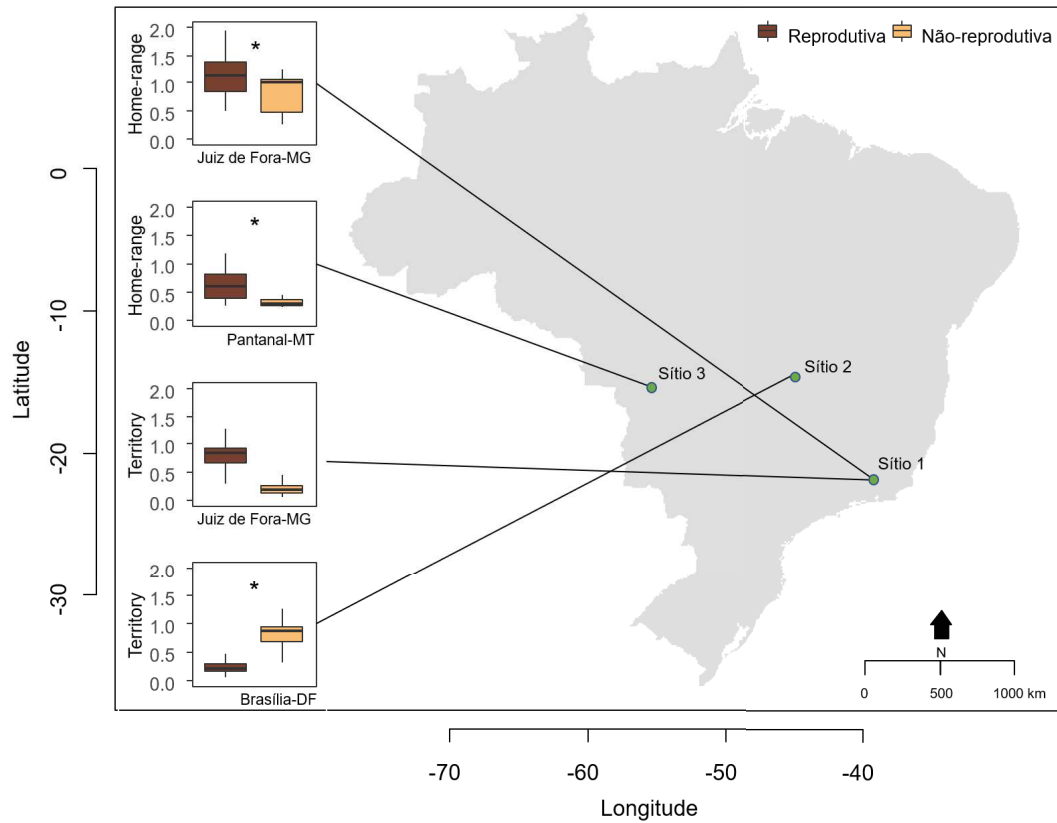 Reprodutiva Não-reprodutiva
Home-range
2.0
1.5
1.0
0.5
0.0
*
Juiz de Fora-MG
Home-range
2.0
1.5
1.0
0.5
0.0
*
Pantanal-MT
Territory
2.0
1.5
1.0
0.5
0.0
Juiz de Fora-MG
Territory
2.0
1.5
1.0
0.5
0.0
*
Brasília-DF
Sítio 3
Sítio 2
Sítio 1
N
0 500 1000 km
Latitude
0
-10
-20
-30
-70 -60 -50 -40
Longitude